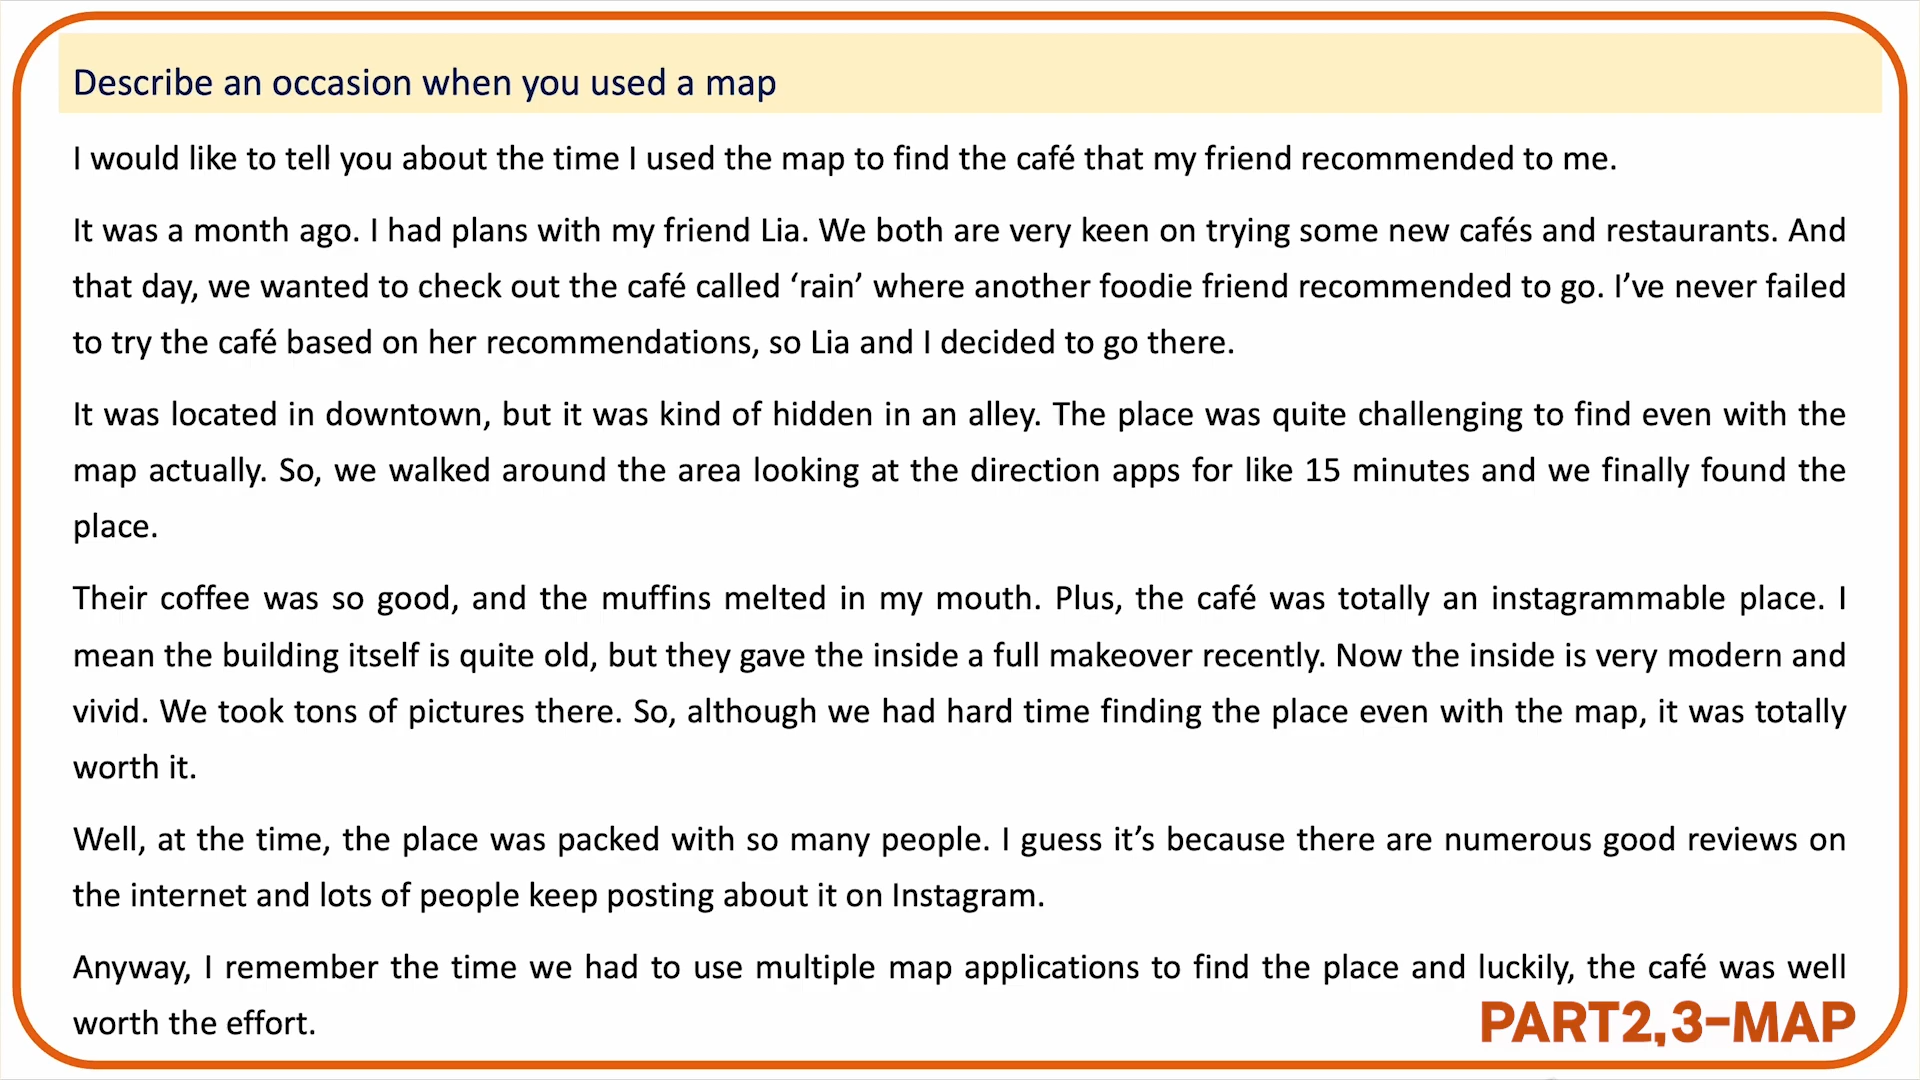 Describe an occasion when you used a map
I would like to tell you about the time I used the map to find the café that my friend recommended to me.
It was a month ago. I had plans with my friend Lia. We both are very keen on trying some new cafés and restaurants. And
that day, we wanted to check out the café called ‘rain’ where another foodie friend recommended to go. I’ve never failed
to try the café based on her recommendations, so Lia and I decided to go there.
It was located in downtown, but it was kind of hidden in an alley. The place was quite challenging to find even with the
map actually. So, we walked around the area looking at the direction apps for like 15 minutes and we finally found the
place.
Their coffee was so good, and the muffins melted in my mouth. Plus, the café was totally an instagrammable place. I
mean the building itself is quite old, but they gave the inside a full makeover recently. Now the inside is very modern and
vivid. We took tons of pictures there. So, although we had hard time finding the place even with the map, it was totally
worth it.
Well, at the time, the place was packed with so many people. I guess it’s because there are numerous good reviews on
the internet and lots of people keep posting about it on Instagram.
Anyway, I remember the time we had to use multiple map applications to find the place and luckily, the café was well
worth the effort.
PART2,3-MAP